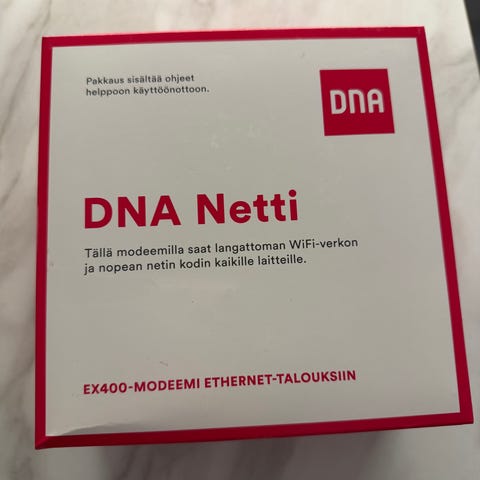 Pakkaus sisältää ohjeet
helppoon käyttöönottoon.
DNA
DNA Netti
Tällä modeemilla saat langattoman WiFi-verkon
ja nopean netin kodin kaikille laitteille.
EX400-MODEEMI ETHERNET-TALOUKSIIN